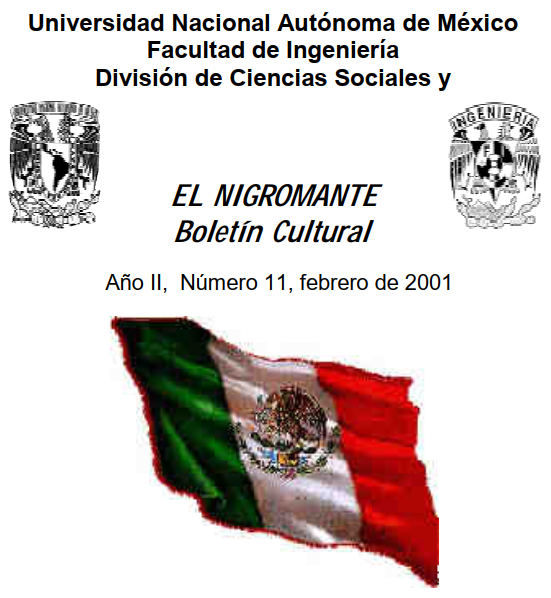 Universidad Nacional Autónoma de México
Facultad de Ingeniería
División de Ciencias Sociales y
INGENIERIA
EL NIGROMANTE
Boletín Cultural
Año II, Número 11, febrero de 2001